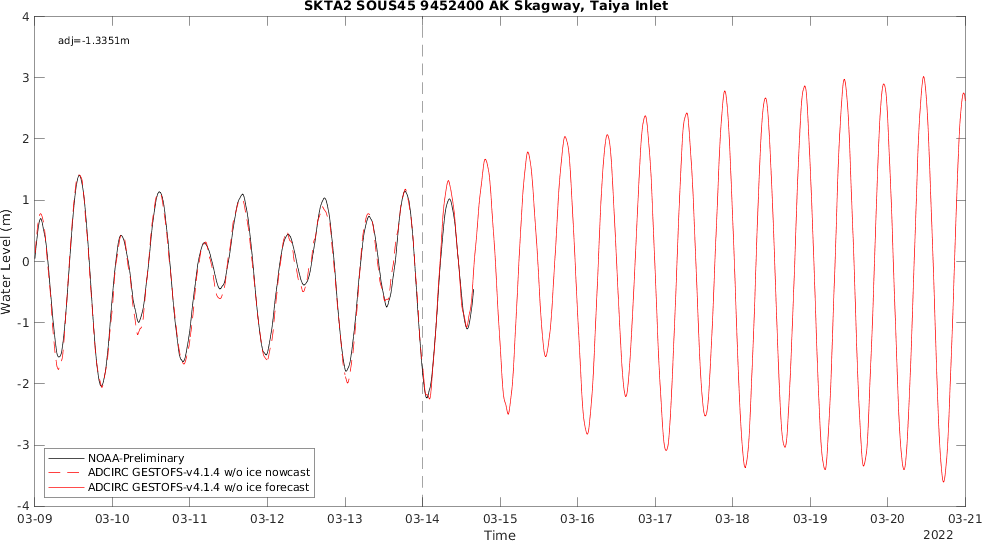 SKTA2 SOUS45 9452400 AK Skagway, Taiya Inlet
4
adj=-1.3351m
3
2
1
0
-1
-2
-3
-4
Water Level (m)
NOAA-Preliminary
ADCIRC GESTOFS-v4.1.4 w/o ice nowcast
ADCIRC GESTOFS-v4.1.4 w/o ice forecast
03-09 03-10 03-11 03-12 03-13 03-14 03-15 03-16 03-17 03-18 03-19 03-20 03-21
Time
2022